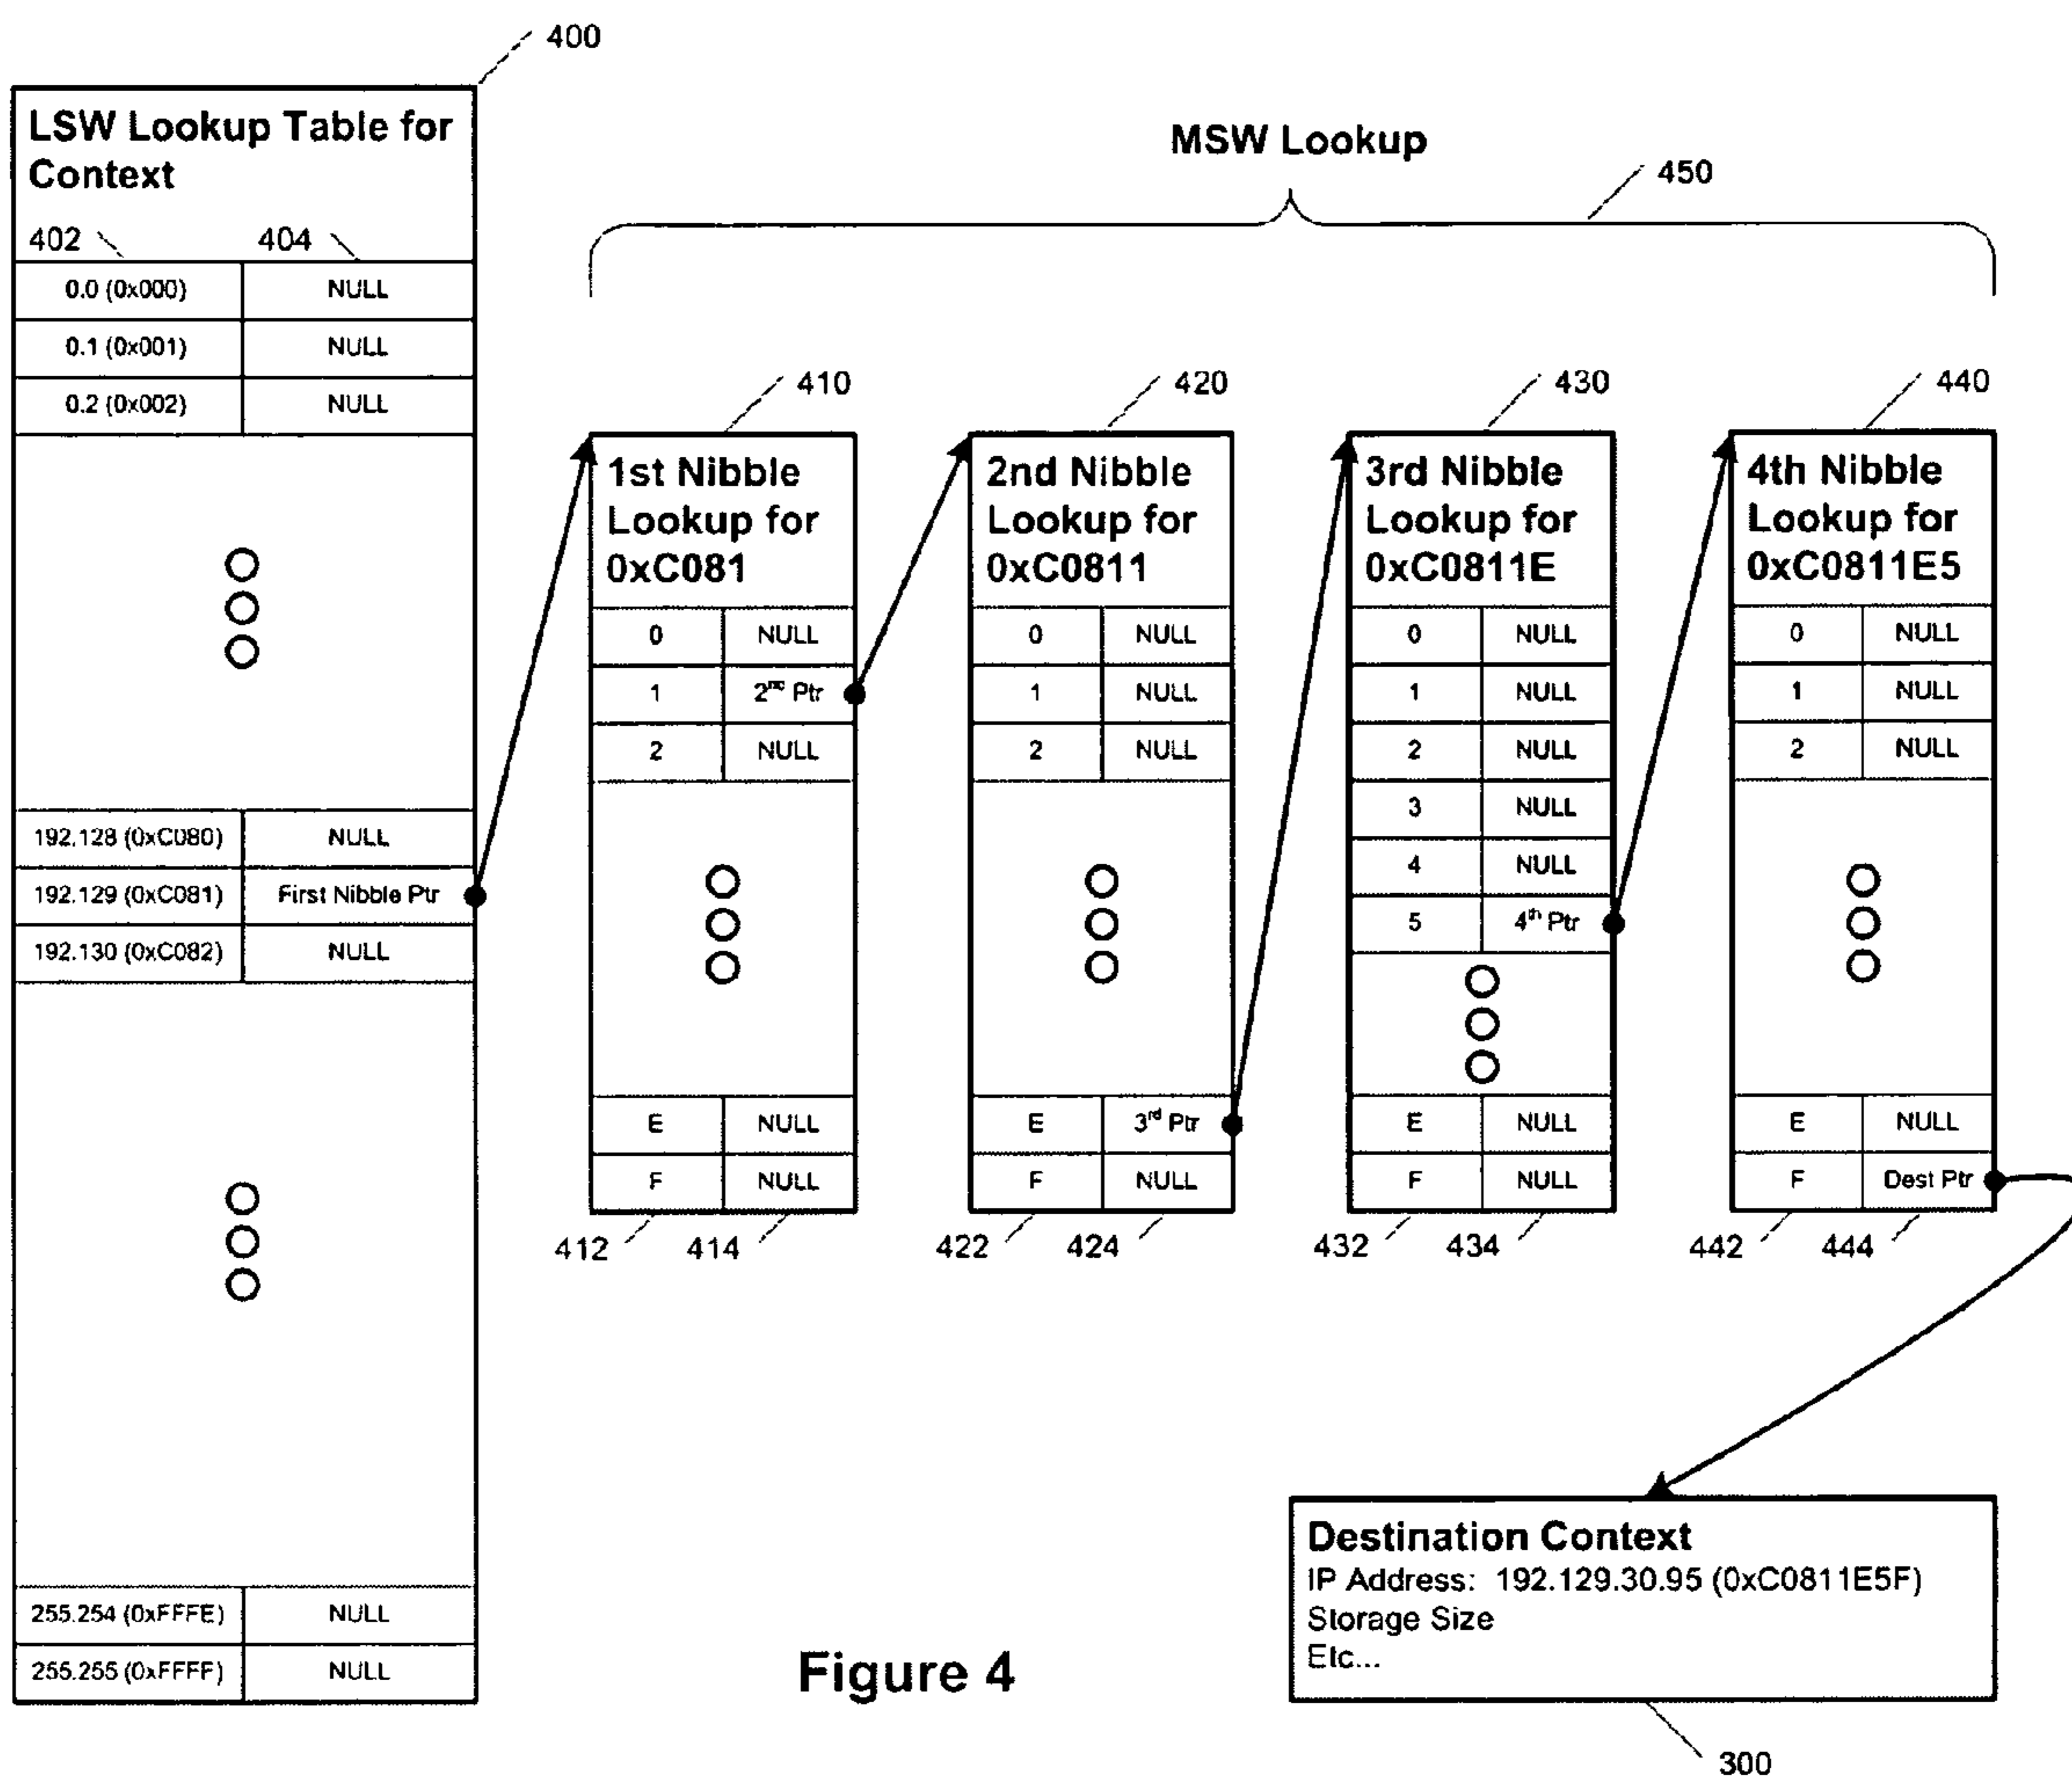 400
LSW Lookup Table for
Context
402 404
0.0 (0x000) NULL
0.1 (0x001) NULL
0.2 (0x002) NULL
192.128 (0xC080) NULL
192.129 (0xC081) First Nibble Ptr
192.130 (0xC082) NULL
255.254 (0xFFFE) NULL
255.255 (0xFFFF) NULL
MSW Lookup
450
410
1st Nibble
Lookup for
0xC081
0 NULL
1 2nd Ptr
2 NULL
E NULL
F NULL
412 414
420
2nd Nibble
Lookup for
0xC0811
0 NULL
1 NULL
2 NULL
E 3rd Ptr
F NULL
422 424
430
3rd Nibble
Lookup for
0xC0811E
0 NULL
1 NULL
2 NULL
3 NULL
4 NULL
5 4th Ptr
E NULL
F NULL
432 434
440
4th Nibble
Lookup for
0xC0811E5
0 NULL
1 NULL
2 NULL
E NULL
F Dest Ptr
442 444
Destination Context
IP Address: 192.129.30.95 (0xC0811E5F)
Storage Size
Etc...
300
Figure 4